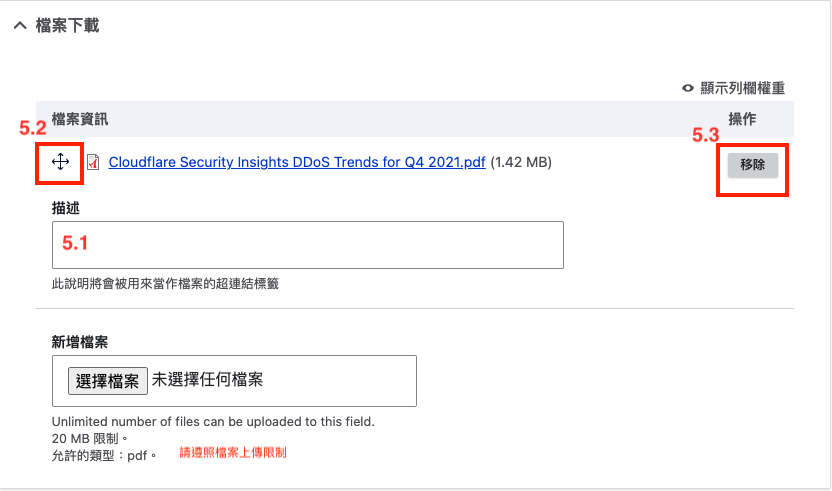 檔案下載
顯示列欄權重
檔案資訊
操作
5.2
5.3
Cloudflare Security Insights DDoS Trends for Q4 2021.pdf (1.42 MB)
移除
描述
5.1
此說明將會被用來當作檔案的超連結標籤
新增檔案
選擇檔案 未選擇任何檔案
Unlimited number of files can be uploaded to this field.
20 MB 限制。
允許的類型：pdf。 請遵照檔案上傳限制